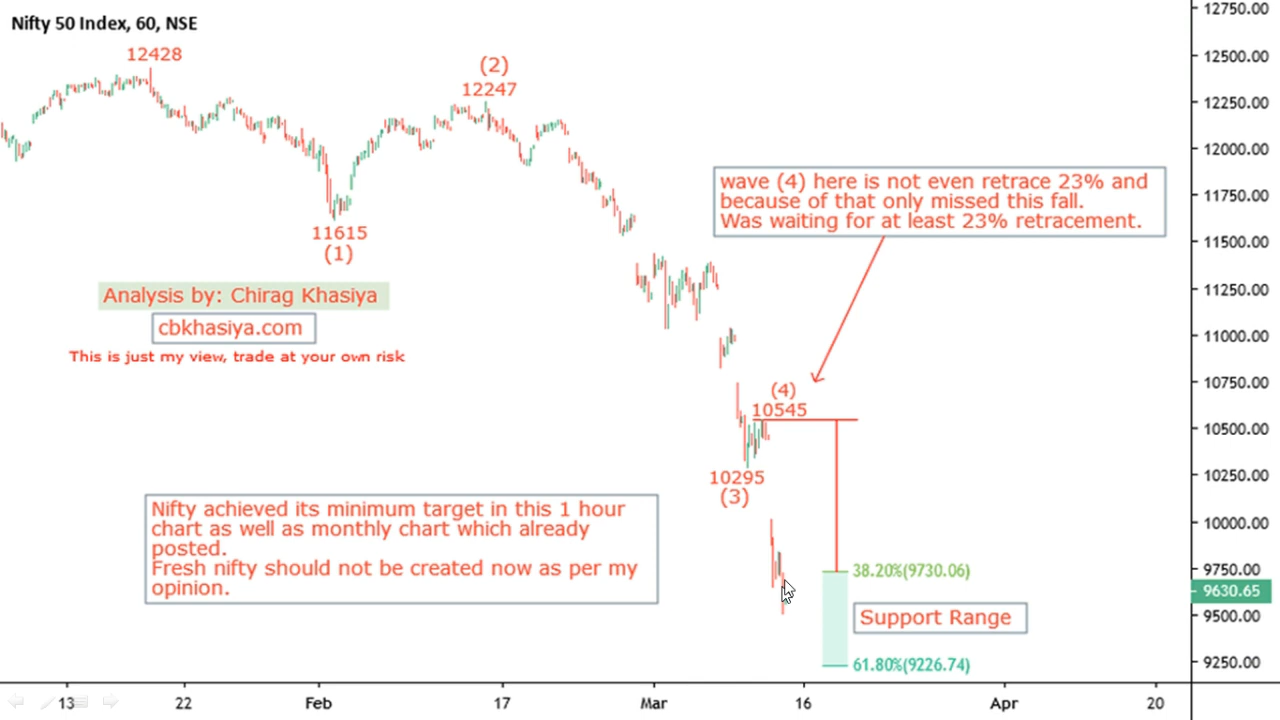 Nifty 50 Index, 60, NSE
12428
(2)
12247
11615
(1)
wave (4) here is not even retrace 23% and
because of that only missed this fall.
Was waiting for at least 23% retracement.
Analysis by: Chirag Khasiya
cbkhasiya.com
This is just my view, trade at your own risk
(4)
10545
10295
(3)
Nifty achieved its minimum target in this 1 hour
chart as well as monthly chart which already
posted.
Fresh nifty should not be created now as per my
opinion.
38.20%(9730.06)
Support Range
61.80%(9226.74)
12750.00
12500.00
12250.00
12000.00
11750.00
11500.00
11250.00
11000.00
10750.00
10500.00
10250.00
10000.00
9750.00
9630.65
9500.00
9250.00
13 22 Feb 17 Mar 16 Apr 20